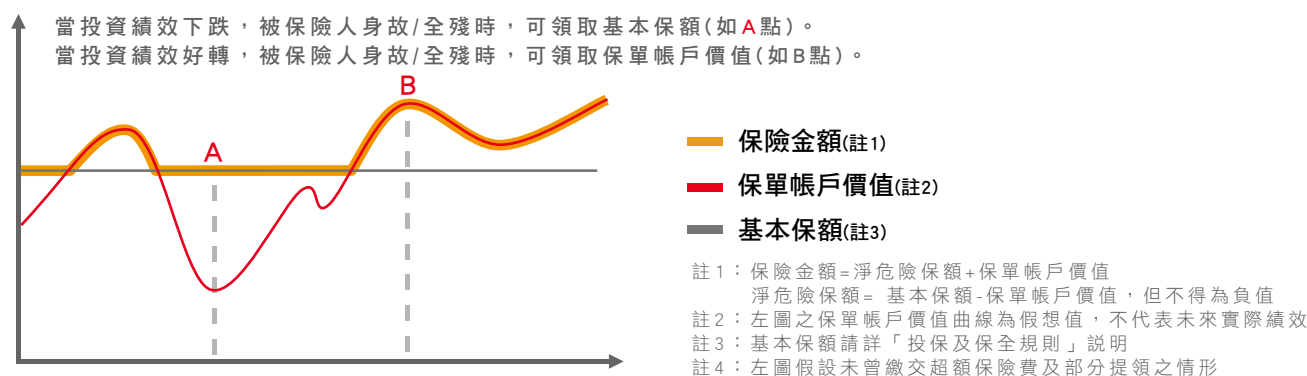 當投資績效下跌，被保險人身故/全殘時，可領取基本保額(如A點)。
當投資績效好轉，被保險人身故/全殘時，可領取保單帳戶價值(如B點)。
B
A
保險金額(註1)
保單帳戶價值(註2)
基本保額(註3)
註1：保險金額=淨危險保額+保單帳戶價值
淨危險保額= 基本保額-保單帳戶價值，但不得為負值
註2：左圖之保單帳戶價值曲線為假想值，不代表未來實際績效
註3：基本保額請詳「投保及保全規則」說明
註4：左圖假設未曾繳交超額保險費及部分提領之情形